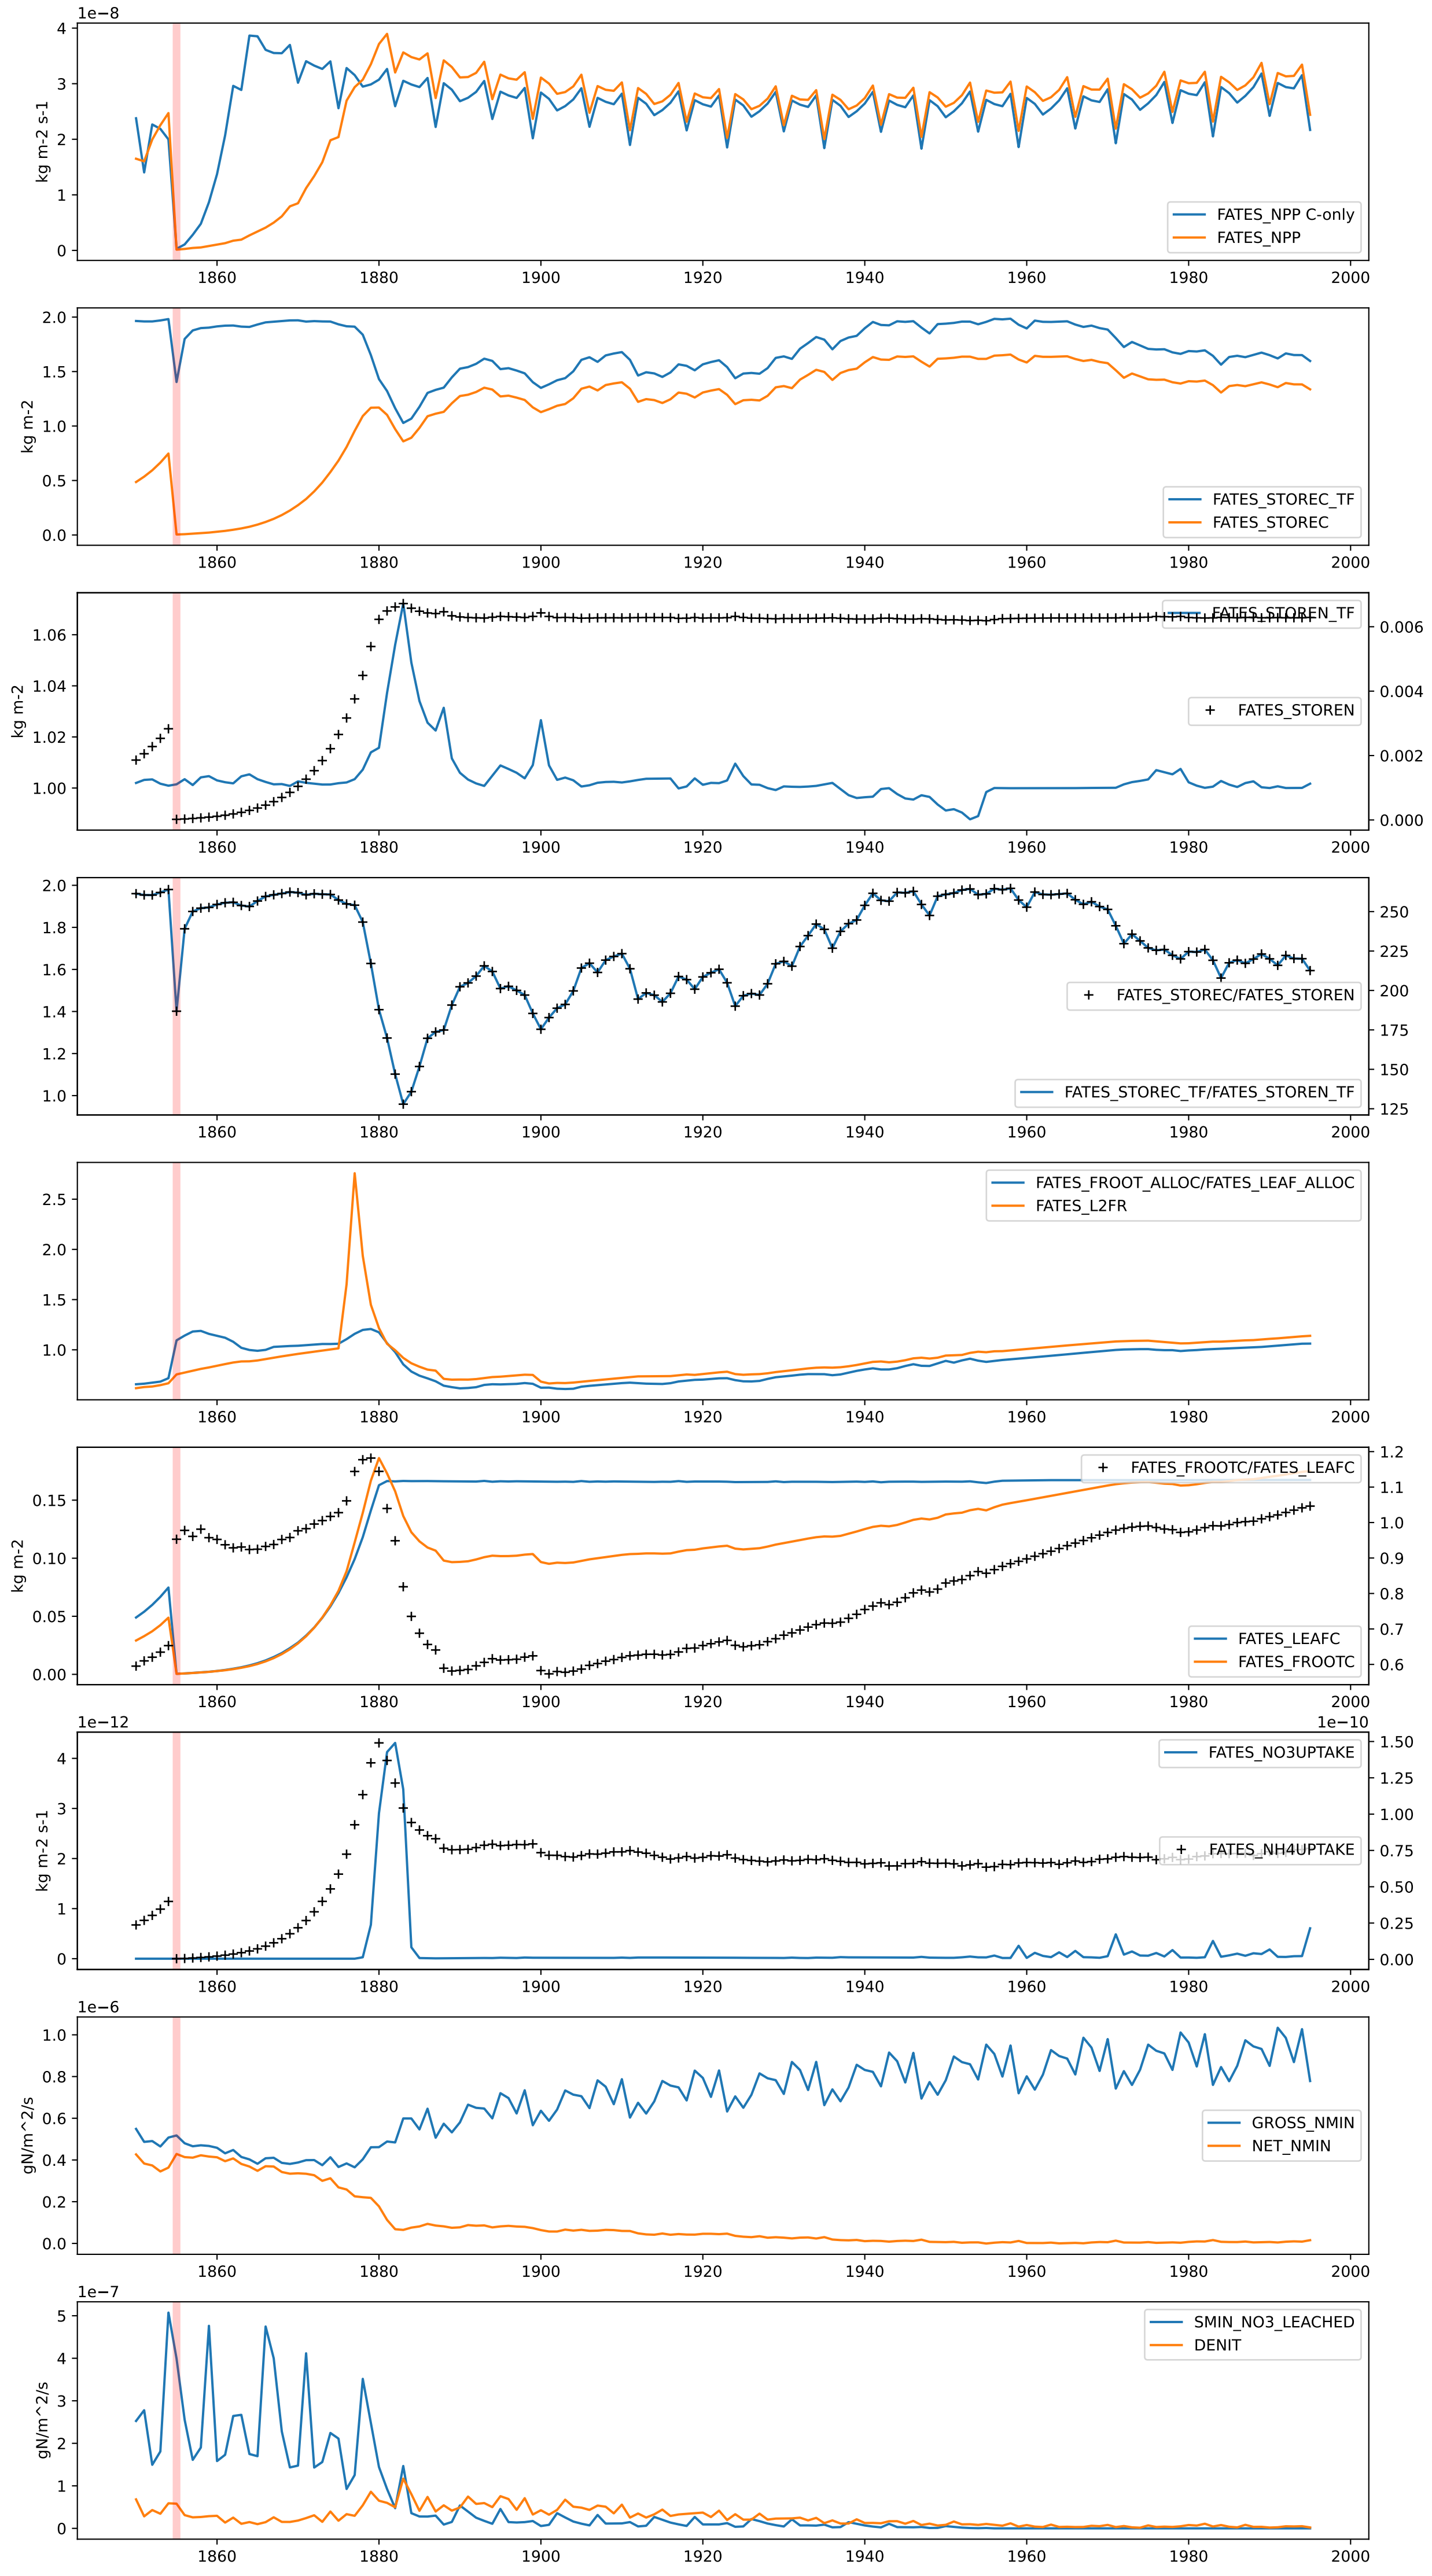 1e−8
4
3
2
1
0
kg m-2 s-1
FATES_NPP C-only
FATES_NPP
1860 1880 1900 1920 1940 1960 1980 2000
2.0
1.5
1.0
0.5
0.0
kg m-2
FATES_STOREC_TF
FATES_STOREC
1860 1880 1900 1920 1940 1960 1980 2000
1.06
1.04
1.02
1.00
kg m-2
FATES_STOREN_TF
FATES_STOREN
0.006
0.004
0.002
0.000
1860 1880 1900 1920 1940 1960 1980 2000
2.0
1.8
1.6
1.4
1.2
1.0
FATES_STOREC/FATES_STOREN
FATES_STOREC_TF/FATES_STOREN_TF
250
225
200
175
150
125
1860 1880 1900 1920 1940 1960 1980 2000
2.5
2.0
1.5
1.0
FATES_FROOT_ALLOC/FATES_LEAF_ALLOC
FATES_L2FR
1860 1880 1900 1920 1940 1960 1980 2000
0.15
0.10
0.05
0.00
kg m-2
FATES_FROOTC/FATES_LEAFC
FATES_LEAFC
FATES_FROOTC
1.2
1.1
1.0
0.9
0.8
0.7
0.6
1860 1880 1900 1920 1940 1960 1980 2000
1e−12 1e−10
4
3
2
1
0
kg m-2 s-1
FATES_NO3UPTAKE
FATES_NH4UPTAKE
1.50
1.25
1.00
0.75
0.50
0.25
0.00
1860 1880 1900 1920 1940 1960 1980 2000
1e−6
1.0
0.8
0.6
0.4
0.2
0.0
gN/m^2/s
GROSS_NMIN
NET_NMIN
1860 1880 1900 1920 1940 1960 1980 2000
1e−7
5
4
3
2
1
0
gN/m^2/s
SMIN_NO3_LEACHED
DENIT
1860 1880 1900 1920 1940 1960 1980 2000